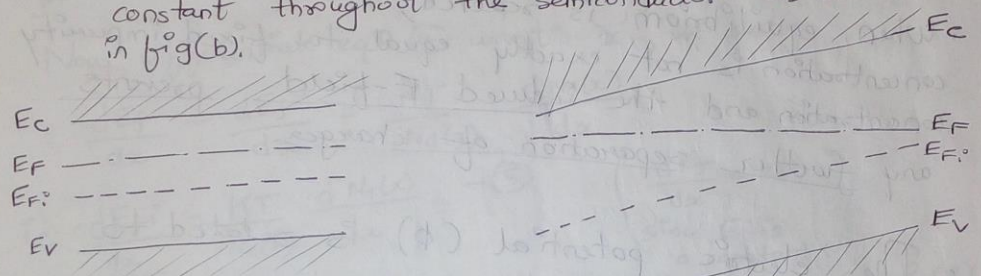 constant throughout the semiconductor
in fig(b).
Ec
Ec
EF
EF
EFi
EFi
Ev
Ev